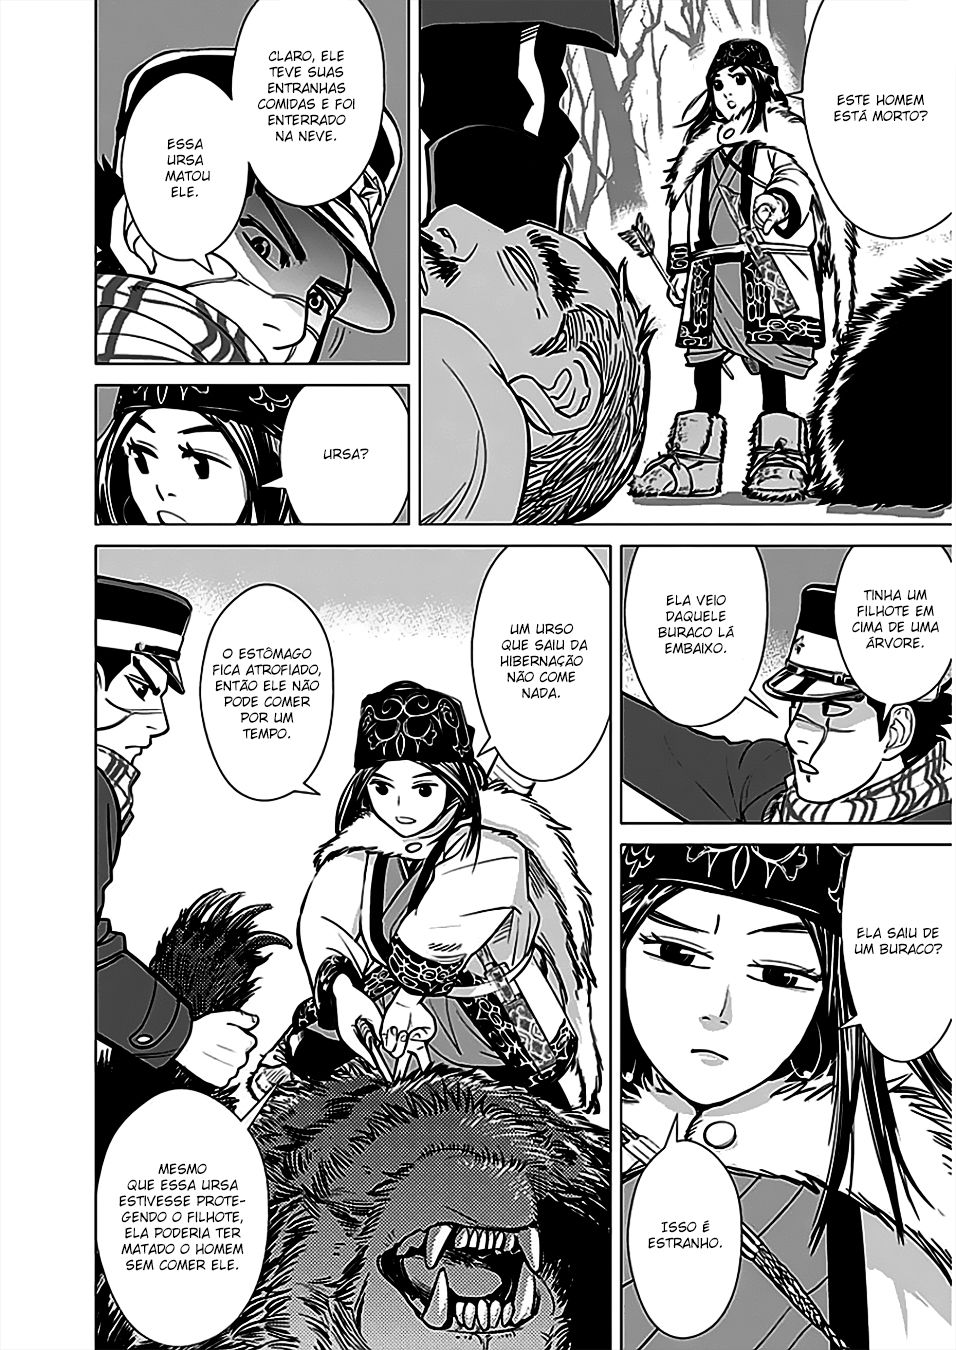 ESTE HOMEM
ESTÁ MORTO?
CLARO, ELE
TEVE SUAS
ENTRANHAS
COMIDAS E FOI
ENTERRADO
NA NEVE.
ESSA
URSA
MATOU
ELE.
URSA?
TINHA UM
FILHOTE EM
CIMA DE UMA
ÁRVORE.
ELA VEIO
DAQUELE
BURACO LÁ
EMBAIXO.
ELA SAIU DE
UM BURACO?
ISSO É
ESTRANHO.
UM URSO
QUE SAIU DA
HIBERNAÇÃO
NÃO COME
NADA.
O ESTÔMAGO
FICA ATROFIADO,
ENTÃO ELE NÃO
PODE COMER
POR UM
TEMPO.
MESMO
QUE ESSA URSA
ESTIVESSE PROTE-
GENDO O FILHOTE,
ELA PODERIA TER
MATADO O HOMEM
SEM COMER ELE.